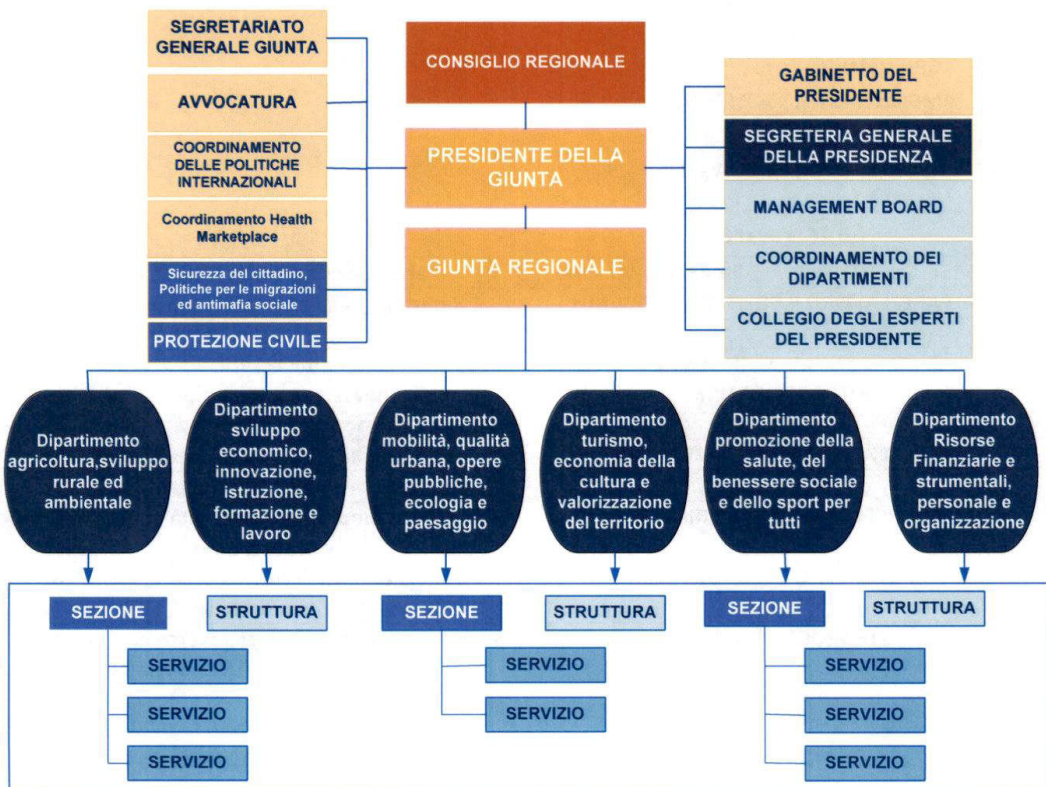 SEGRETARIATO
GENERALE GIUNTA
AVVOCATURA
COORDINAMENTO
DELLE POLITICHE
INTERNAZIONALI
Coordinamento Health
Marketplace
Sicurezza del cittadino,
Politiche per le migrazioni
ed antimafia sociale
PROTEZIONE CIVILE
CONSIGLIO REGIONALE
PRESIDENTE DELLA
GIUNTA
GIUNTA REGIONALE
GABINETTO DEL
PRESIDENTE
SEGRETERIA GENERALE
DELLA PRESIDENZA
MANAGEMENT BOARD
COORDINAMENTO DEI
DIPARTIMENTI
COLLEGIO DEGLI ESPERTI
DEL PRESIDENTE
Dipartimento
agricoltura,sviluppo
rurale ed
ambientale
Dipartimento
sviluppo
economico,
innovazione,
istruzione,
formazione e
lavoro
Dipartimento
mobilità, qualità
urbana, opere
pubbliche,
ecologia e
paesaggio
Dipartimento
turismo,
economia della
cultura e
valorizzazione
del territorio
Dipartimento
promozione della
salute, del
benessere sociale
e dello sport per
tutti
Dipartimento
Risorse
Finanziarie e
strumentali,
personale e
organizzazione
SEZIONE
STRUTTURA
SEZIONE
STRUTTURA
SEZIONE
STRUTTURA
SERVIZIO
SERVIZIO
SERVIZIO
SERVIZIO
SERVIZIO
SERVIZIO
SERVIZIO
SERVIZIO